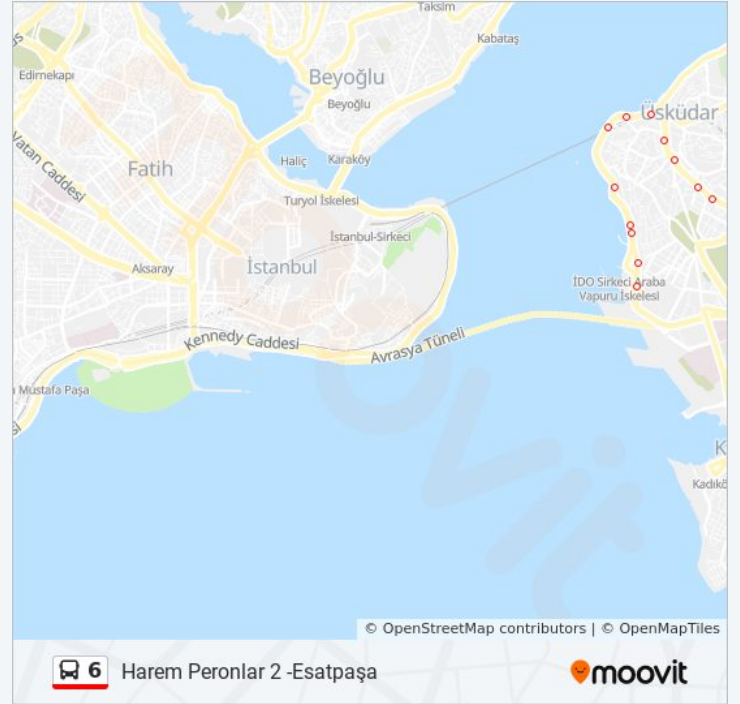 Taksim
Kabataş
Edirnekapı
Beyoğlu
Beyoğlu
Üsküdar
Vatan Caddesi
Fatih
Haliç
Karaköy
Turyol İskelesi
İstanbul-Sirkeci
Aksaray
İstanbul
İDO Sirkeci Araba
Vapuru İskelesi
Kennedy Caddesi
Avrasya Tüneli
Mustafa Paşa
K
Kadıkö
ovit
© OpenStreetMap contributors | © OpenMapTiles
6 Harem Peronlar 2 -Esatpaşa
moovit